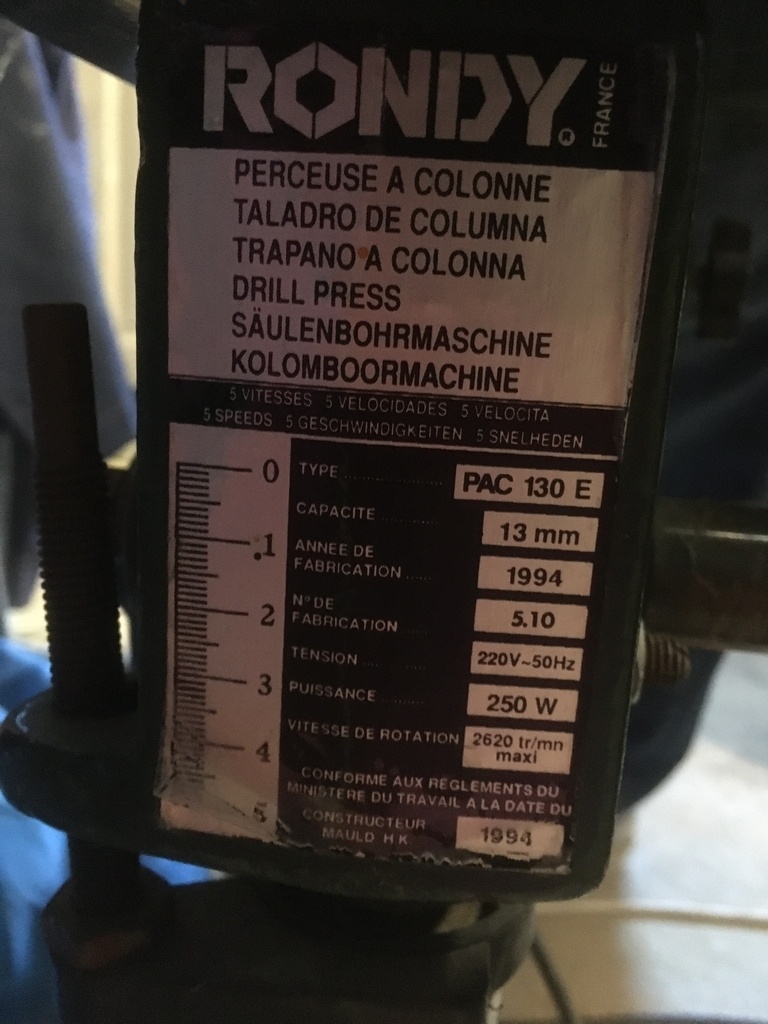 RONDY® FRANCE
PERCEUSE A COLONNE
TALADRO DE COLUMNA
TRAPANO A COLONNA
DRILL PRESS
SÄULENBOHRMASCHINE
KOLOMBOORMACHINE
5 VITESSES 5 VELOCIDADES 5 VELOCITA
5 SPEEDS 5 GESCHWINDIGKEITEN 5 SNELHEDEN
0
1
2
3
4
5
TYPE ........ PAC 130 E
CAPACITE ........ 13 mm
ANNEE DE
FABRICATION ..... 1994
N° DE
FABRICATION .... 5.10
TENSION ........ 220V~50Hz
PUISSANCE ........ 250 W
VITESSE DE ROTATION 2620 tr/mn
maxi
CONFORME AUX REGLEMENTS DU
MINISTERE DU TRAVAIL A LA DATE DU
CONSTRUCTEUR
MAULD H K 1994